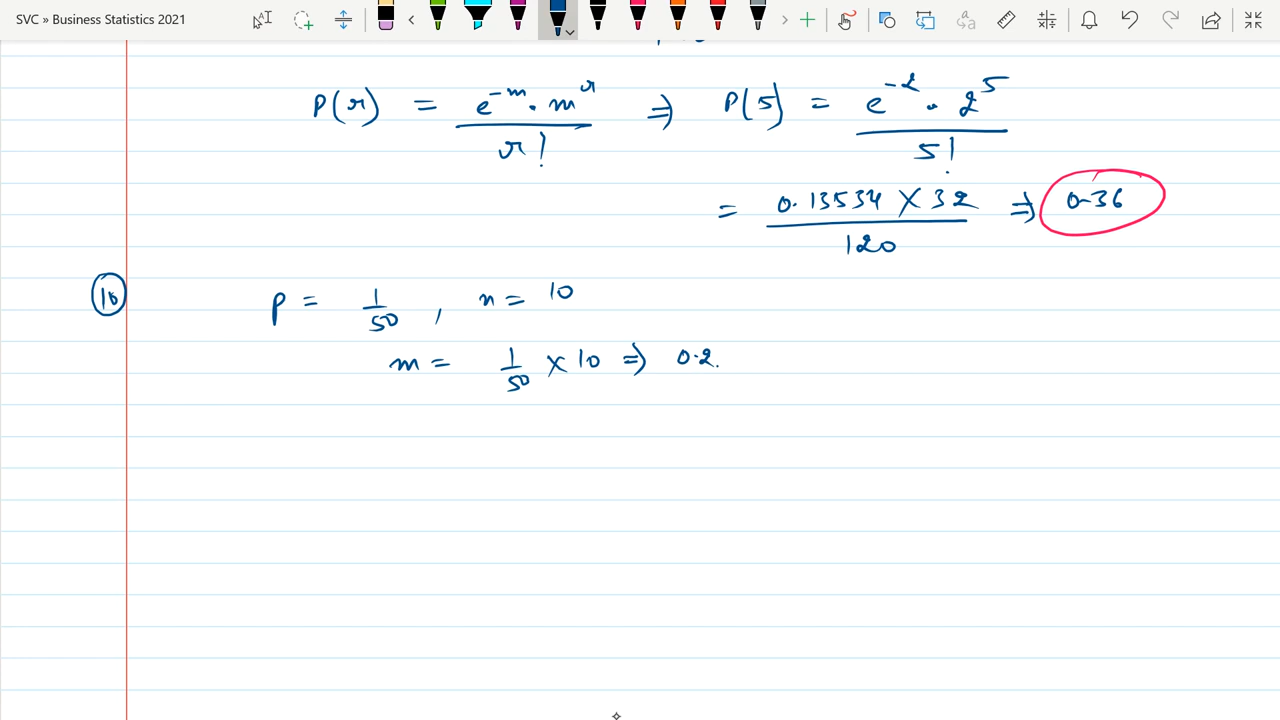 SVC » Business Statistics 2021
P(r) = e^-m . m^r / r! ⇒ P(5) = e^-2 . 2^5 / 5!
= 0.13534 × 32 / 120 ⇒ 0.36
10 P = 1/50 , n = 10
m = 1/50 × 10 ⇒ 0.2.